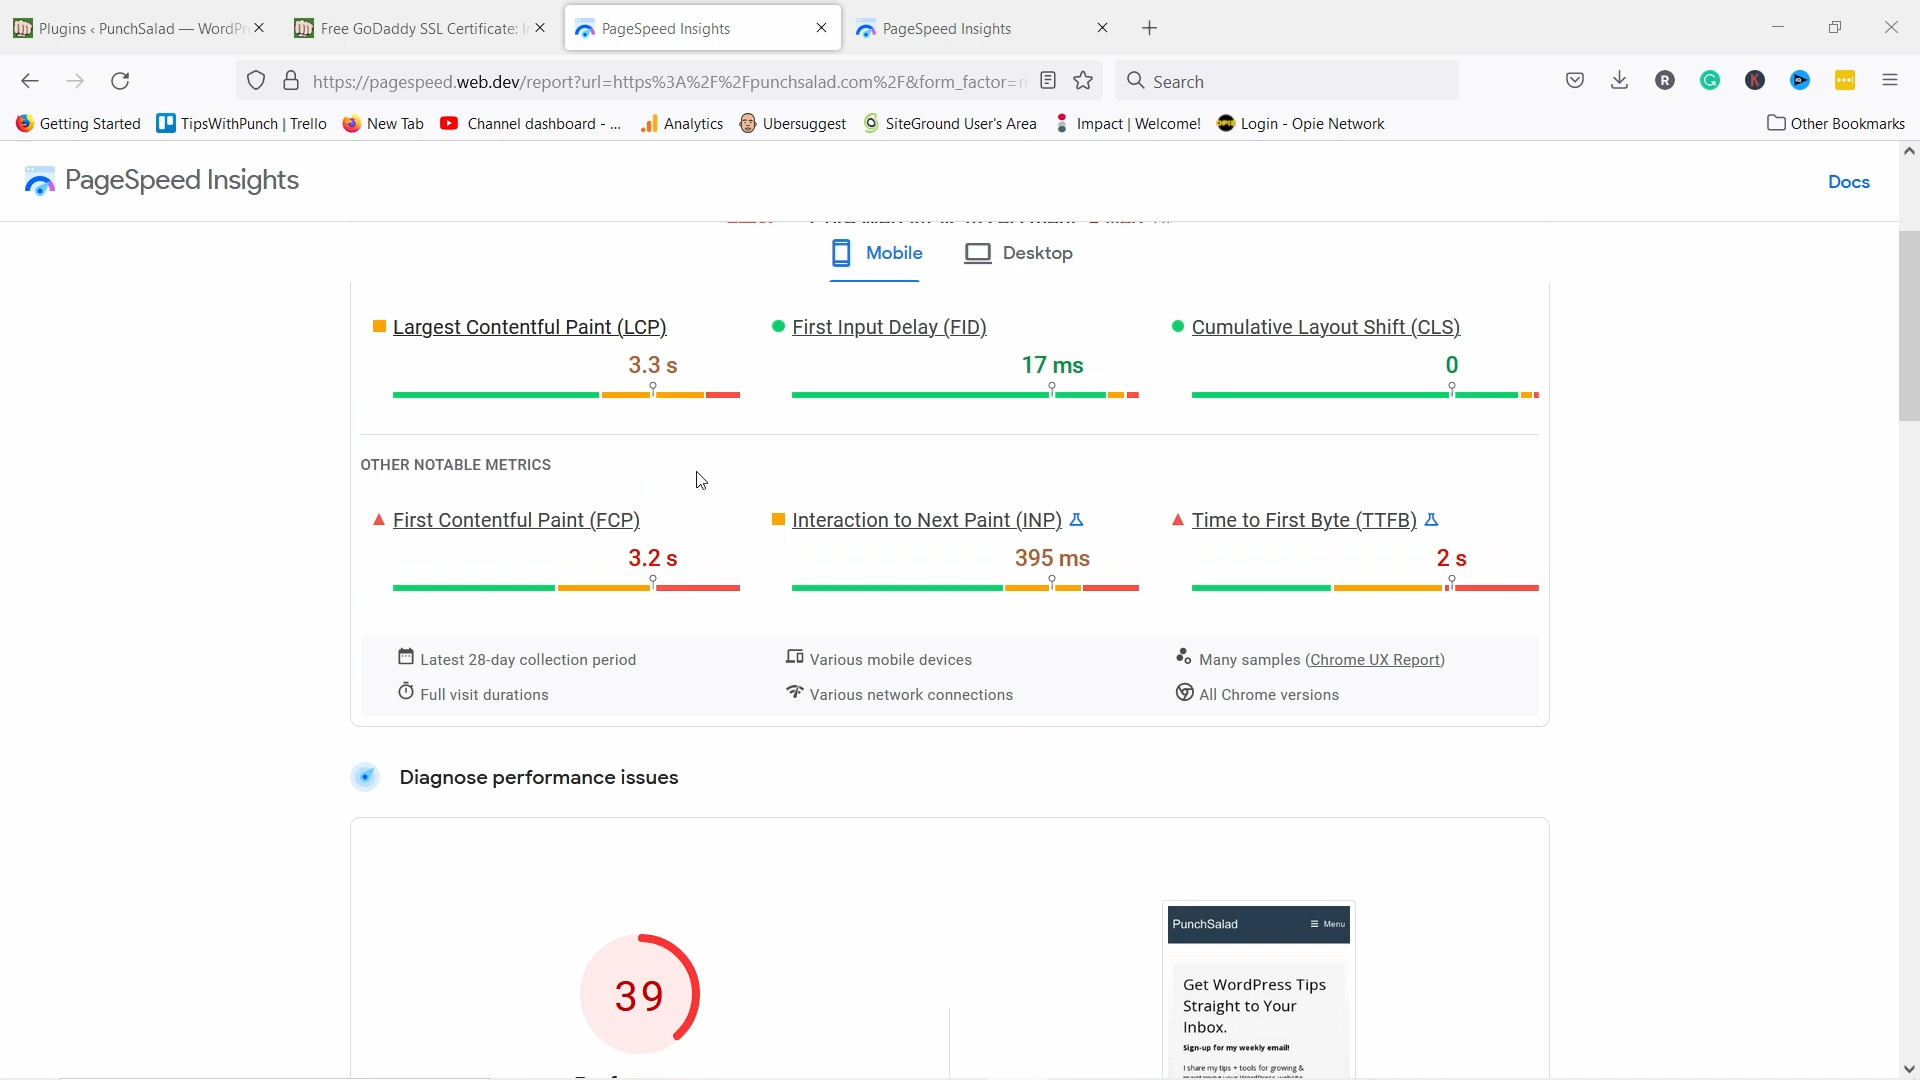 Plugins ‹ PunchSalad — WordPr
Free GoDaddy SSL Certificate: I
PageSpeed Insights
PageSpeed Insights
https://pagespeed.web.dev/report?url=https%3A%2F%2Fpunchsalad.com%2F&form_factor=m
Search
Getting Started
TipsWithPunch | Trello
New Tab
Channel dashboard - ...
Analytics
Ubersuggest
SiteGround User's Area
Impact | Welcome!
Login - Opie Network
Other Bookmarks
PageSpeed Insights
Docs
Mobile
Desktop
Largest Contentful Paint (LCP)
3.3 s
First Input Delay (FID)
17 ms
Cumulative Layout Shift (CLS)
0
OTHER NOTABLE METRICS
First Contentful Paint (FCP)
3.2 s
Interaction to Next Paint (INP)
395 ms
Time to First Byte (TTFB)
2 s
Latest 28-day collection period
Various mobile devices
Many samples (Chrome UX Report)
Full visit durations
Various network connections
All Chrome versions
Diagnose performance issues
39
PunchSalad
Menu
Get WordPress Tips
Straight to Your
Inbox.
Sign-up for my weekly email!
I share my tips + tools for growing &